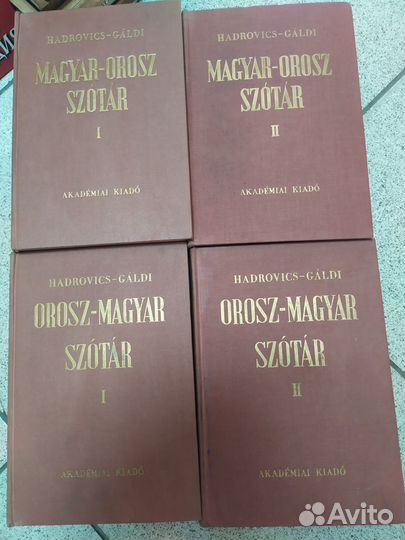 HADROVICS-GÁLDI
MAGYAR-OROSZ
SZÓTÁR
I
AKADÉMIAI KIADÓ
HADROVICS-GÁLDI
MAGYAR-OROSZ
SZÓTÁR
II
AKADÉMIAI KIADÓ
HADROVICS-GÁLDI
OROSZ-MAGYAR
SZÓTÁR
I
AKADÉMIAI KIADÓ
HADROVICS-GÁLDI
OROSZ-MAGYAR
SZÓTÁR
II
AKADÉMIAI KIADÓ
Avito